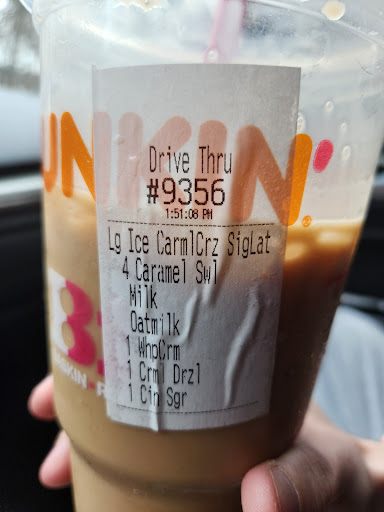 UNKIN'
Drive Thru
#9356
1:51:08 PM
Lg Ice CarmlCrz SigLat
4 Caramel Swl
Milk
Oatmilk
1 WhpCrm
1 Crml Drzl
1 Cin Sgr